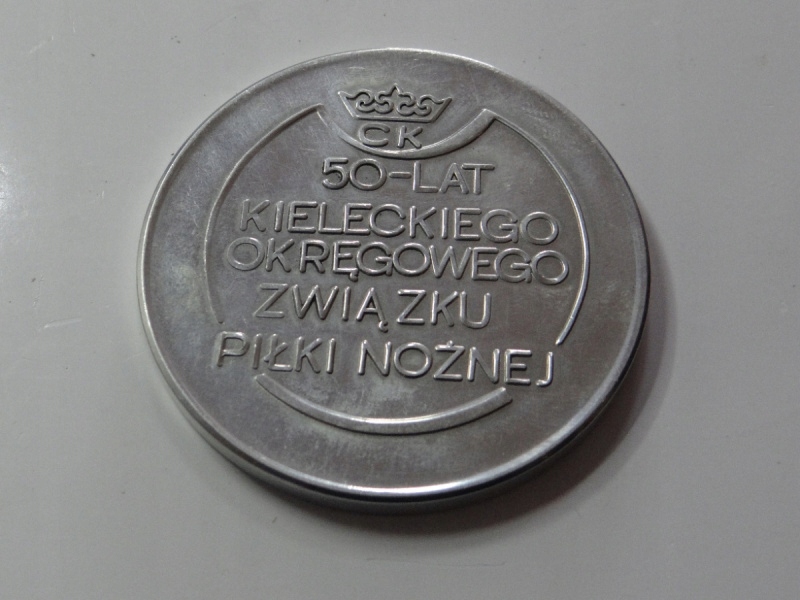 CK
50-LAT
KIELECKIEGO
OKRĘGOWEGO
ZWIĄZKU
PIŁKI NOŻNEJ